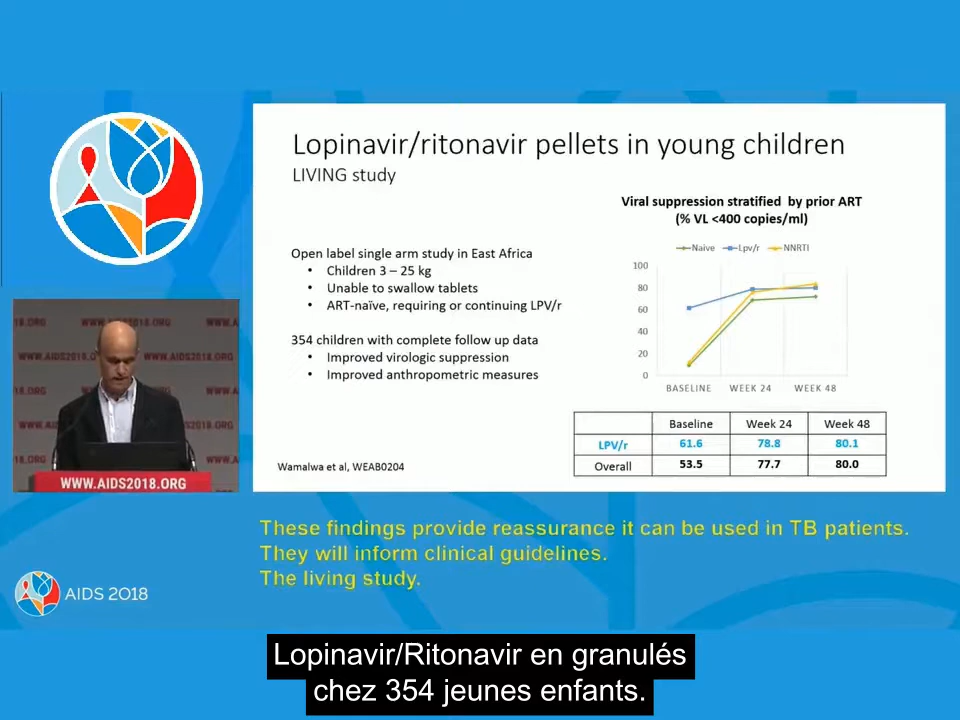 Lopinavir/ritonavir pellets in young children
LIVING study
Viral suppression stratified by prior ART
(% VL <400 copies/ml)
Naive Lpv/r NNRTI
100
80
60
40
20
0
BASELINE WEEK 24 WEEK 48
Open label single arm study in East Africa
• Children 3 – 25 kg
• Unable to swallow tablets
• ART-naïve, requiring or continuing LPV/r
354 children with complete follow up data
• Improved virologic suppression
• Improved anthropometric measures
Baseline Week 24 Week 48
LPV/r 61.6 78.8 80.1
Overall 53.5 77.7 80.0
Wamalwa et al, WEAB0204
WWW.AIDS2018.ORG
WWW.AIDS2018.ORG
These findings provide reassurance it can be used in TB patients.
They will inform clinical guidelines.
The living study.
AIDS 2018
Lopinavir/Ritonavir en granulés
chez 354 jeunes enfants.